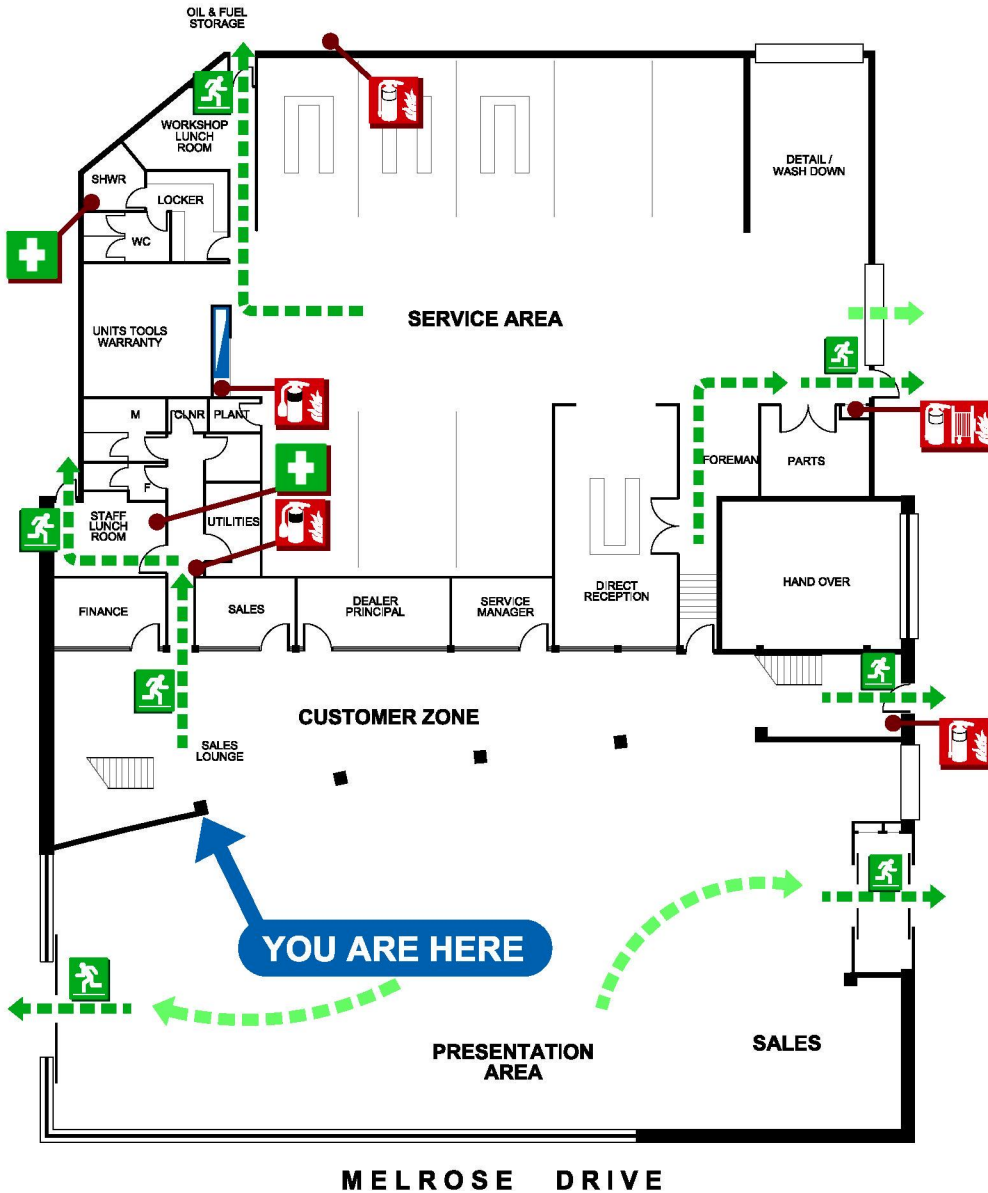 OIL & FUEL
STORAGE
WORKSHOP
LUNCH
ROOM
DETAIL /
WASH DOWN
SHWR
LOCKER
WC
SERVICE AREA
UNITS TOOLS
WARRANTY
M
CLNR
PLANT
FOREMAN
PARTS
F
STAFF
LUNCH
ROOM
UTILITIES
HAND OVER
DIRECT
RECEPTION
FINANCE
SALES
DEALER
PRINCIPAL
SERVICE
MANAGER
CUSTOMER ZONE
SALES
LOUNGE
YOU ARE HERE
PRESENTATION
AREA
SALES
MELROSE DRIVE